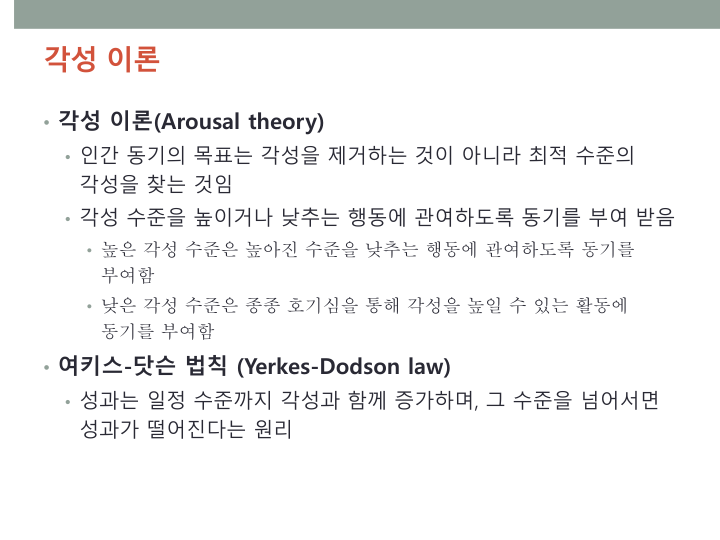 각성 이론
• 각성 이론(Arousal theory)
• 인간 동기의 목표는 각성을 제거하는 것이 아니라 최적 수준의
각성을 찾는 것임
• 각성 수준을 높이거나 낮추는 행동에 관여하도록 동기를 부여 받음
• 높은 각성 수준은 높아진 수준을 낮추는 행동에 관여하도록 동기를
부여함
• 낮은 각성 수준은 종종 호기심을 통해 각성을 높일 수 있는 활동에
동기를 부여함
• 여키스-닷슨 법칙 (Yerkes-Dodson law)
• 성과는 일정 수준까지 각성과 함께 증가하며, 그 수준을 넘어서면
성과가 떨어진다는 원리